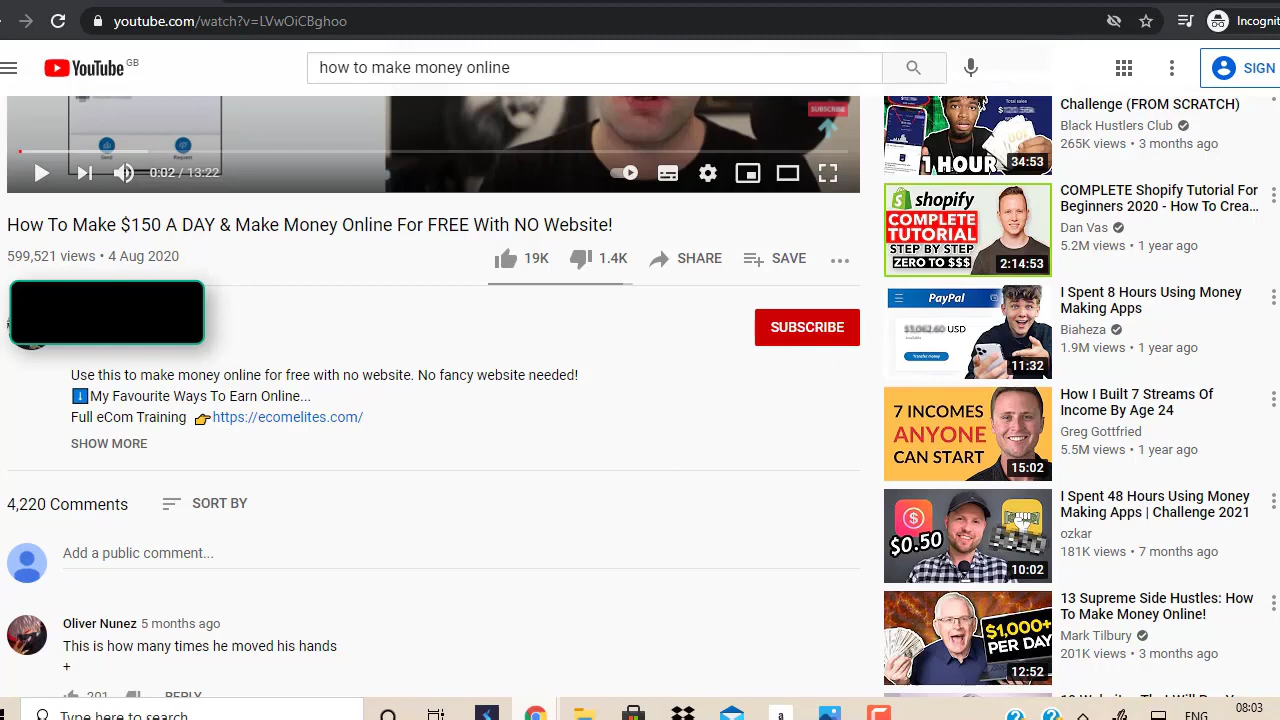 youtube.com/watch?v=LVwOiCBghoo
Incognit
YouTube GB
how to make money online
SIGN
SUBSCRIBE
Send
Request
0:02 / 13:22
How To Make $150 A DAY & Make Money Online For FREE With NO Website!
599,521 views • 4 Aug 2020
19K
1.4K
SHARE
SAVE
SUBSCRIBE
Use this to make money online for free with no website. No fancy website needed!
My Favourite Ways To Earn Online...
Full eCom Training 👉https://ecomelites.com/
SHOW MORE
4,220 Comments
SORT BY
Add a public comment...
Oliver Nunez 5 months ago
This is how many times he moved his hands
+
201
REPLY
Total sales
1 HOUR
34:53
Challenge (FROM SCRATCH)
Black Hustlers Club
265K views • 3 months ago
shopify
COMPLETE
TUTORIAL
STEP BY STEP
ZERO TO $$$
2:14:53
COMPLETE Shopify Tutorial For
Beginners 2020 - How To Crea...
Dan Vas
5.2M views • 1 year ago
PayPal
USD
Available
Transfer money
11:32
I Spent 8 Hours Using Money
Making Apps
Biaheza
1.9M views • 1 month ago
7 INCOMES
ANYONE
CAN START
15:02
How I Built 7 Streams Of
Income By Age 24
Greg Gottfried
5.5M views • 1 year ago
$0.50
10:02
I Spent 48 Hours Using Money
Making Apps | Challenge 2021
ozkar
181K views • 7 months ago
$1,000+
PER DAY
12:52
13 Supreme Side Hustles: How
To Make Money Online!
Mark Tilbury
201K views • 3 months ago
Type here to search
a
ENG
08:03